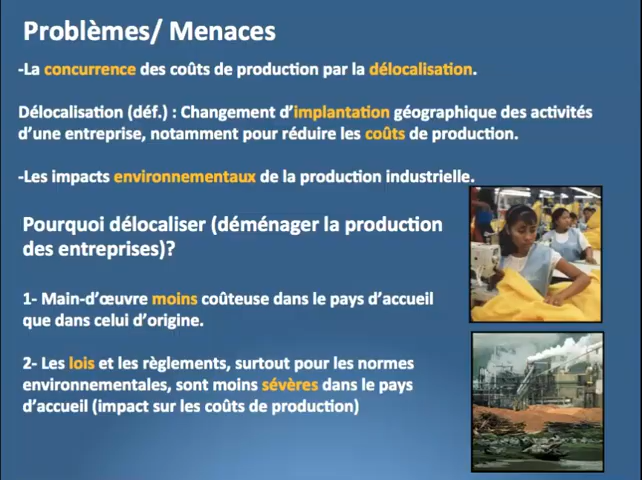 Problèmes/ Menaces
-La concurrence des coûts de production par la délocalisation.
Délocalisation (déf.) : Changement d'implantation géographique des activités
d'une entreprise, notamment pour réduire les coûts de production.
-Les impacts environnementaux de la production industrielle.
Pourquoi délocaliser (déménager la production
des entreprises)?
1- Main-d'œuvre moins coûteuse dans le pays d'accueil
que dans celui d'origine.
2- Les lois et les règlements, surtout pour les normes
environnementales, sont moins sévères dans le pays
d'accueil (impact sur les coûts de production)